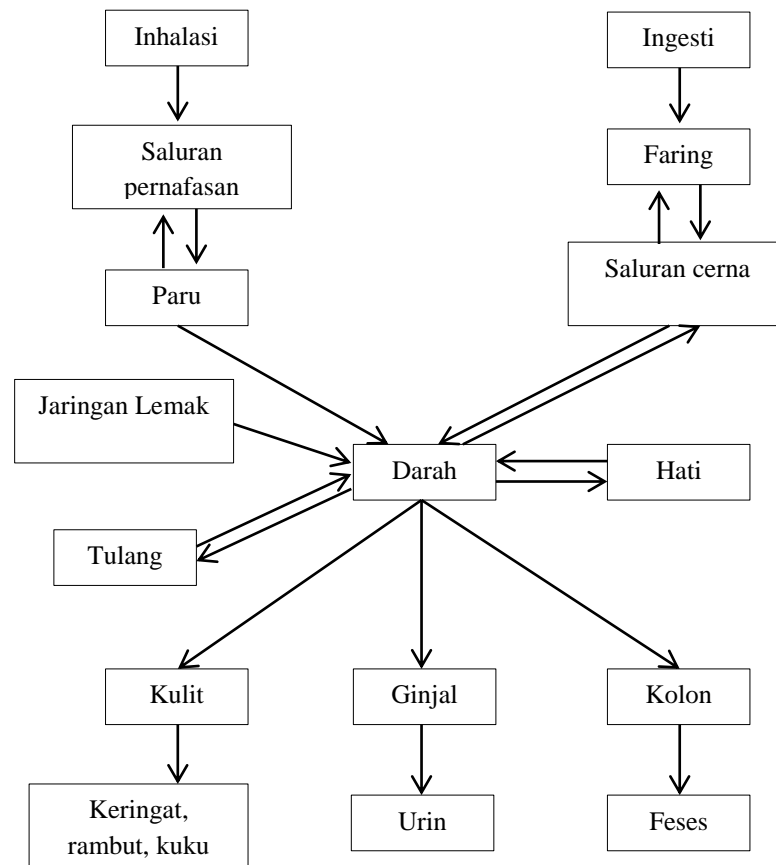 Inhalasi
Ingesti
Saluran
pernafasan
Faring
Paru
Saluran cerna
Jaringan Lemak
Darah
Hati
Tulang
Kulit
Ginjal
Kolon
Keringat,
rambut, kuku
Urin
Feses